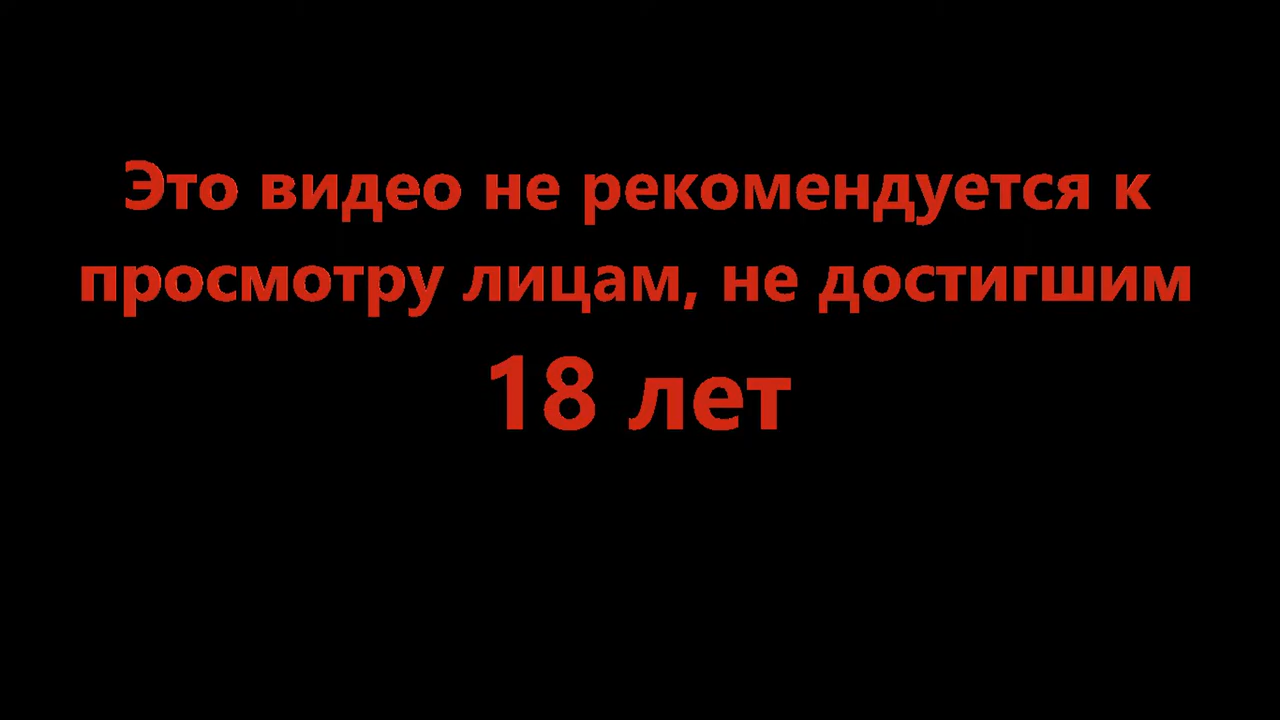 Это видео не рекомендуется к
просмотру лицам, не достигшим
18 лет